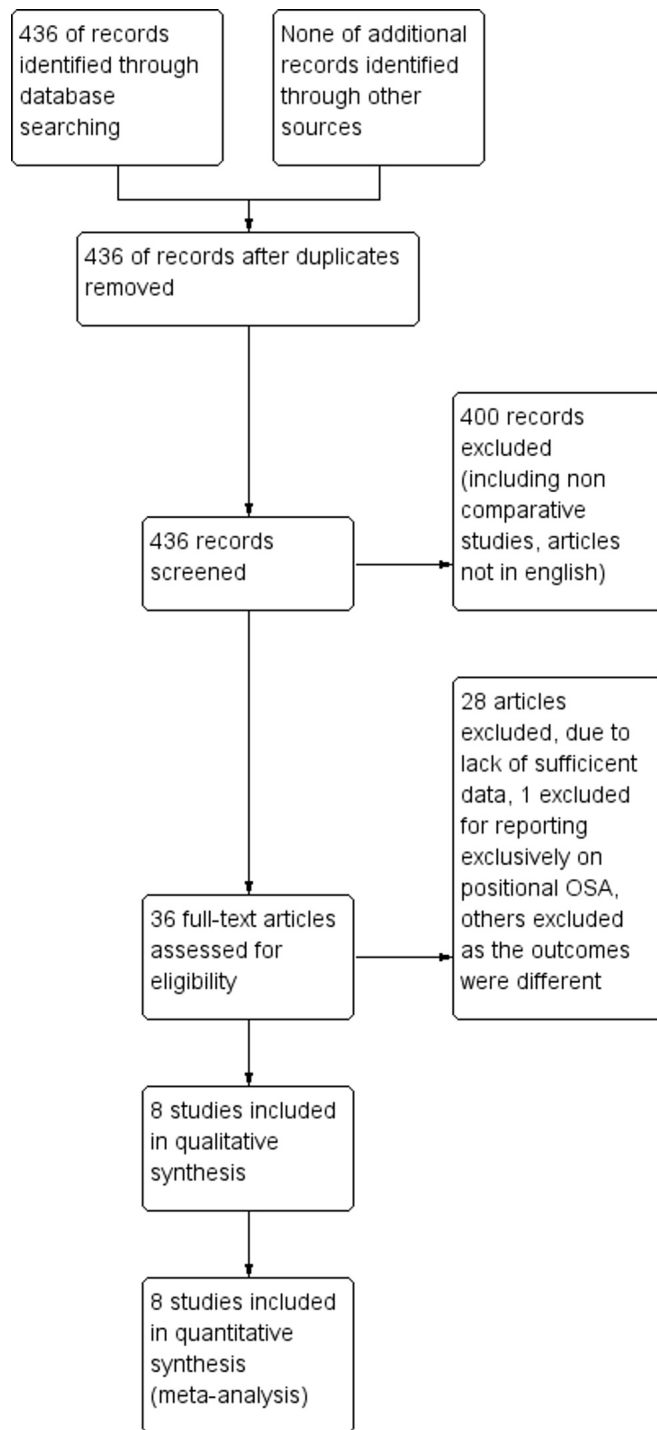 436 of records
identified through
database
searching
None of additional
records identified
through other
sources
436 of records after duplicates
removed
400 records
excluded
(including non
comparative
studies, articles
not in english)
436 records
screened
28 articles
excluded, due to
lack of sufficicent
data, 1 excluded
for reporting
exclusively on
positional OSA,
others excluded
as the outcomes
were different
36 full-text articles
assessed for
eligibility
8 studies included
in qualitative
synthesis
8 studies included
in quantitative
synthesis
(meta-analysis)